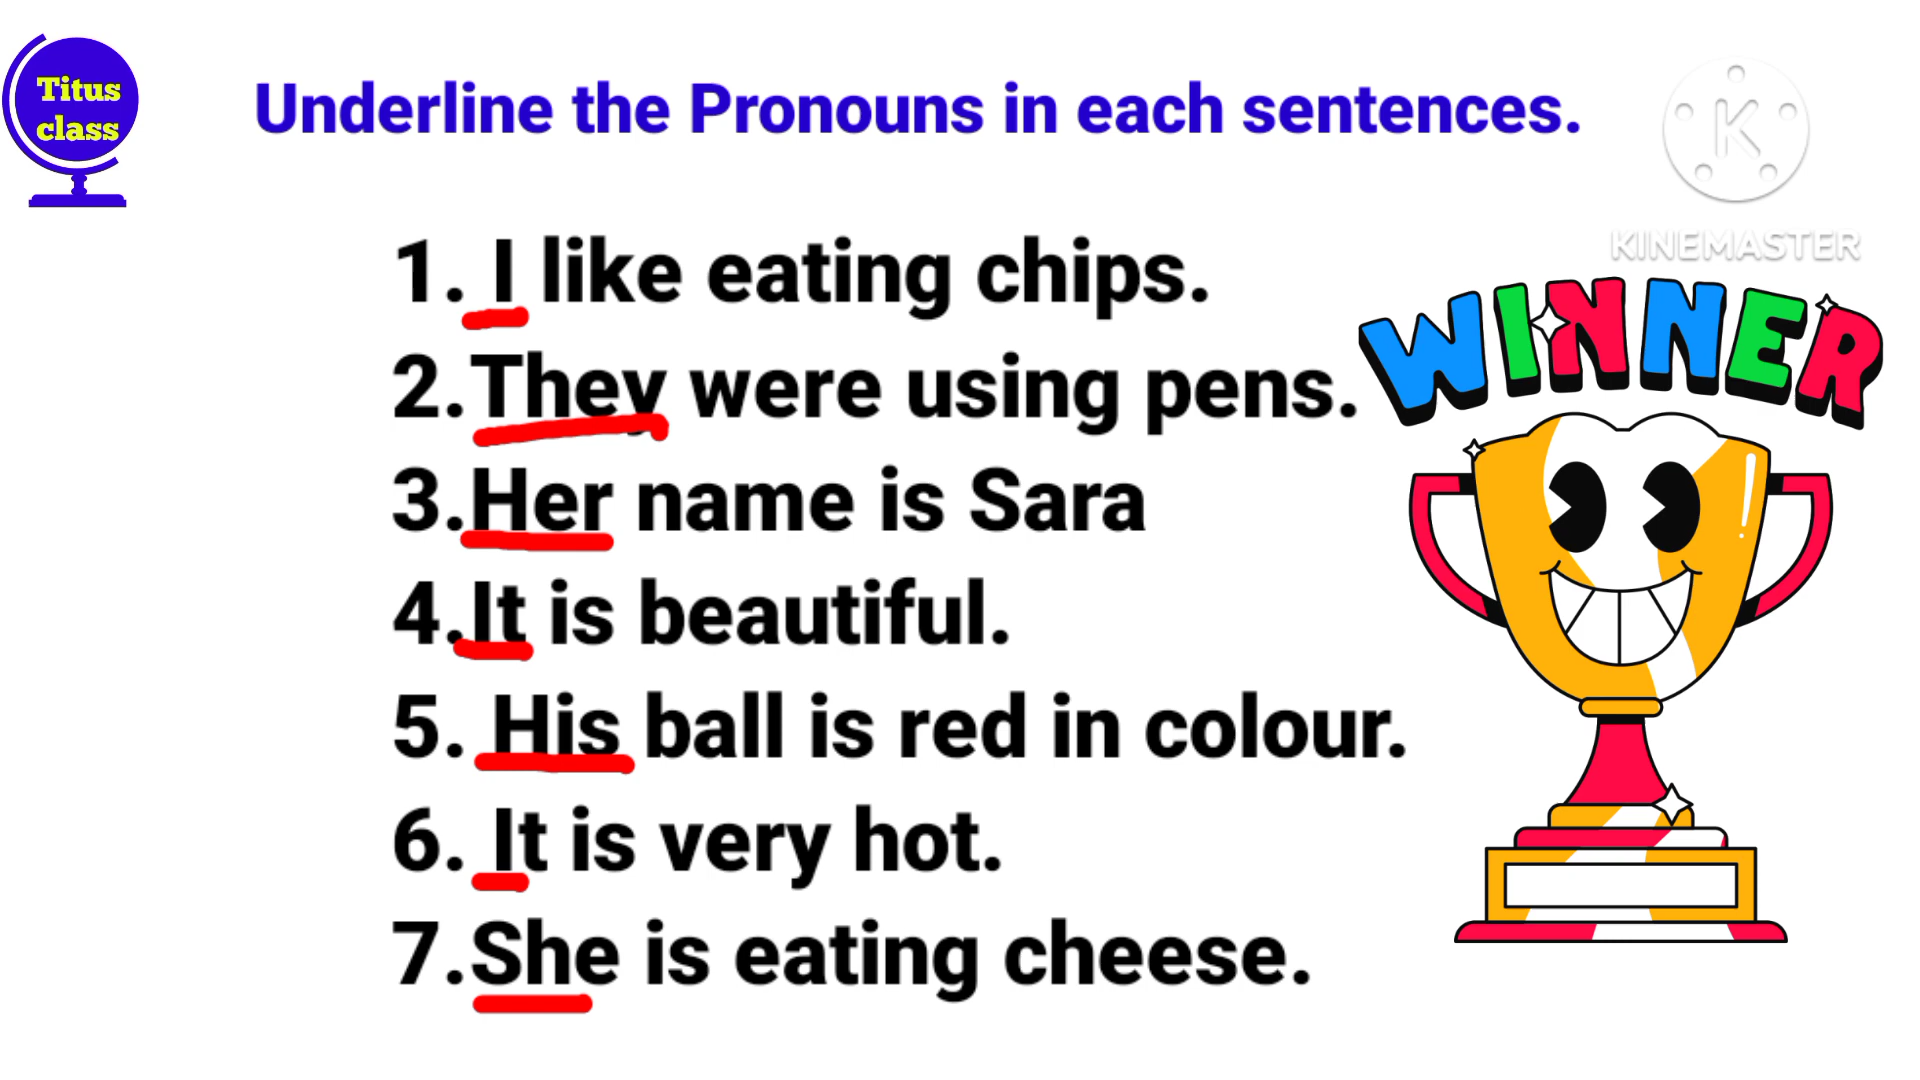 Titus
class
Underline the Pronouns in each sentences.
KINEMASTER
1. I like eating chips.
WINNER
2.They were using pens.
3.Her name is Sara
4.It is beautiful.
5. His ball is red in colour.
6. It is very hot.
7.She is eating cheese.